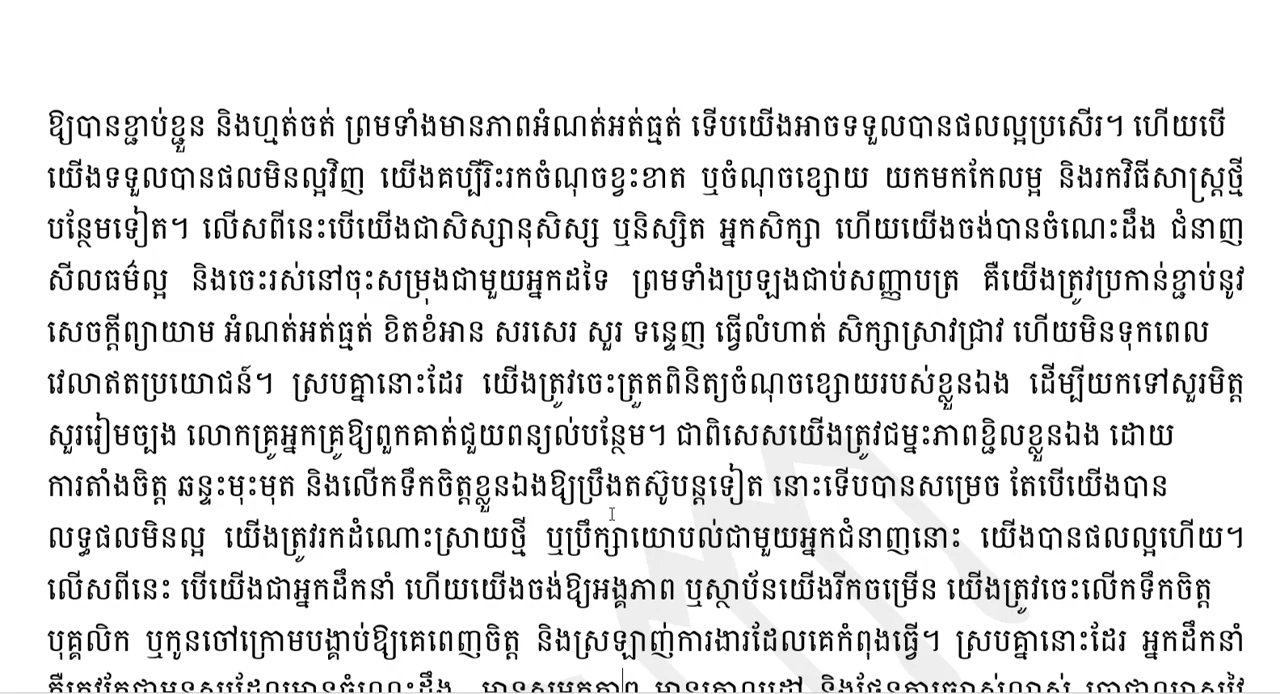 ឱ្យបានខ្ជាប់ខ្ជួន និងហ្មត់ចត់ ព្រមទាំងមានភាពអំណត់អត់ធ្មត់ ទើបយើងអាចទទួលបានផលល្អប្រសើរ។ ហើយបើ
យើងទទួលបានផលមិនល្អវិញ យើងគប្បីរិះរកចំណុចខ្វះខាត ឬចំណុចខ្សោយ យកមកកែលម្អ និងរកវិធីសាស្ត្រថ្មី
បន្ថែមទៀត។ លើសពីនេះបើយើងជាសិស្សានុសិស្ស ឬនិស្សិត អ្នកសិក្សា ហើយយើងចង់បានចំណេះដឹង ជំនាញ
សីលធម៌ល្អ និងចេះរស់នៅចុះសម្រុងជាមួយអ្នកដទៃ ព្រមទាំងប្រឡងជាប់សញ្ញាបត្រ គឺយើងត្រូវប្រកាន់ខ្ជាប់នូវ
សេចក្តីព្យាយាម អំណត់អត់ធ្មត់ ខិតខំអាន សរសេរ សួរ ទន្ទេញ ធ្វើលំហាត់ សិក្សាស្រាវជ្រាវ ហើយមិនទុកពេល
វេលាឥតប្រយោជន៍។ ស្របគ្នានោះដែរ យើងត្រូវចេះត្រួតពិនិត្យចំណុចខ្សោយរបស់ខ្លួនឯង ដើម្បីយកទៅសួរមិត្ត
សួររៀមច្បង លោកគ្រូអ្នកគ្រូឱ្យពួកគាត់ជួយពន្យល់បន្ថែម។ ជាពិសេសយើងត្រូវជម្នះភាពខ្ជិលខ្លួនឯង ដោយ
ការតាំងចិត្ត ឆន្ទះមុះមុត និងលើកទឹកចិត្តខ្លួនឯងឱ្យប្រឹងតស៊ូបន្តទៀត នោះទើបបានសម្រេច តែបើយើងបាន
លទ្ធផលមិនល្អ យើងត្រូវរកដំណោះស្រាយថ្មី ឬប្រឹក្សាយោបល់ជាមួយអ្នកជំនាញនោះ យើងបានផលល្អហើយ។
លើសពីនេះ បើយើងជាអ្នកដឹកនាំ ហើយយើងចង់ឱ្យអង្គភាព ឬស្ថាប័នយើងរីកចម្រើន យើងត្រូវចេះលើកទឹកចិត្ត
បុគ្គលិក ឬកូនចៅក្រោមបង្គាប់ឱ្យគេពេញចិត្ត និងស្រឡាញ់ការងារដែលគេកំពុងធ្វើ។ ស្របគ្នានោះដែរ អ្នកដឹកនាំ